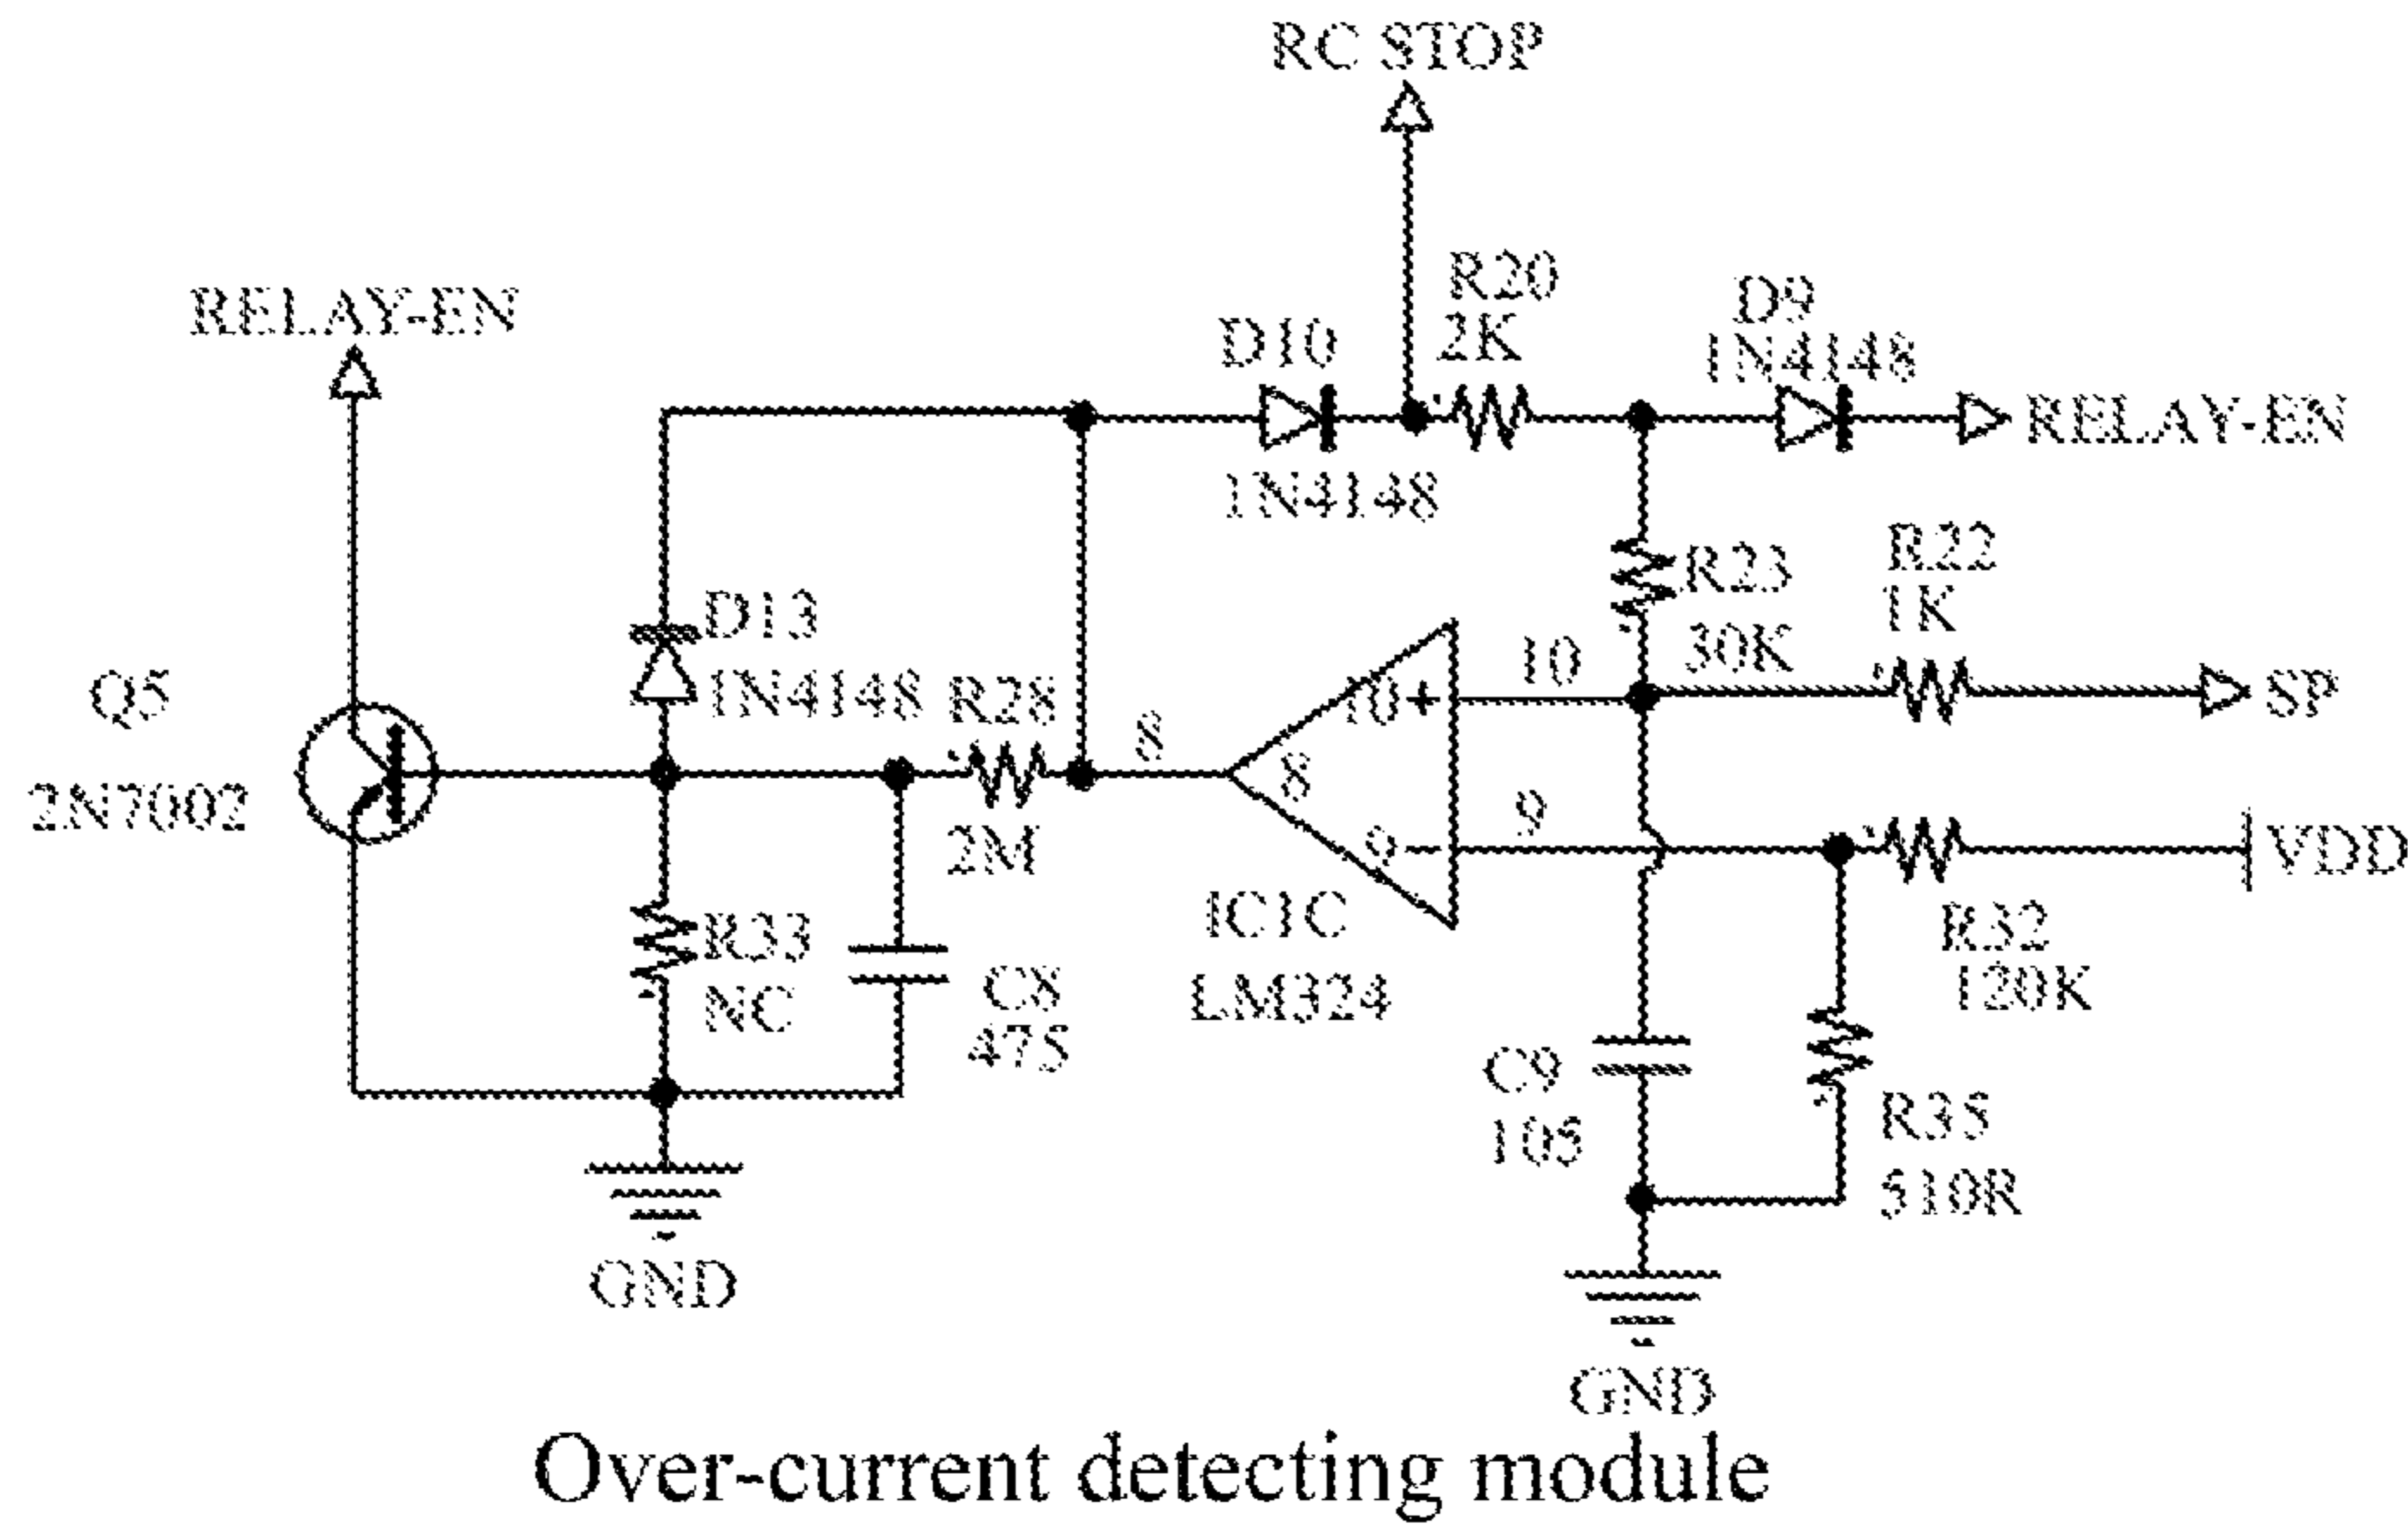 RC STOP
RELAY-EN
R20
2K
D9
1N4148
D10
1N4148
RELAY-EN
R23
30K
R22
1K
D13
1N4148
Q5
2N7002
R28
2M
8
8
10
10+
SP
9
9-
VDD
R32
120K
IC1C
LM324
R33
NC
C8
475
C9
105
R35
510R
GND
GND
Over-current detecting module